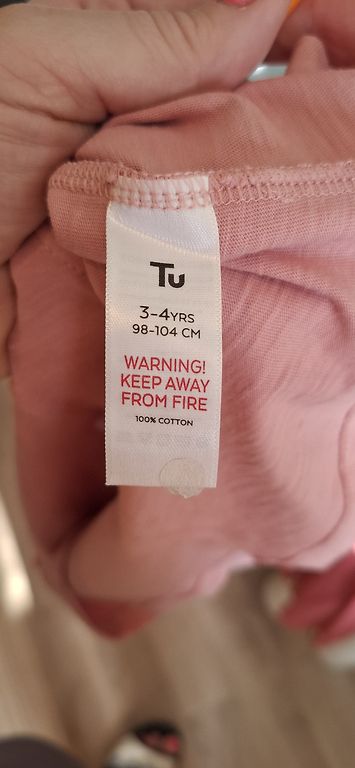 Tu
3-4YRS
98-104 CM
WARNING!
KEEP AWAY
FROM FIRE
100% COTTON